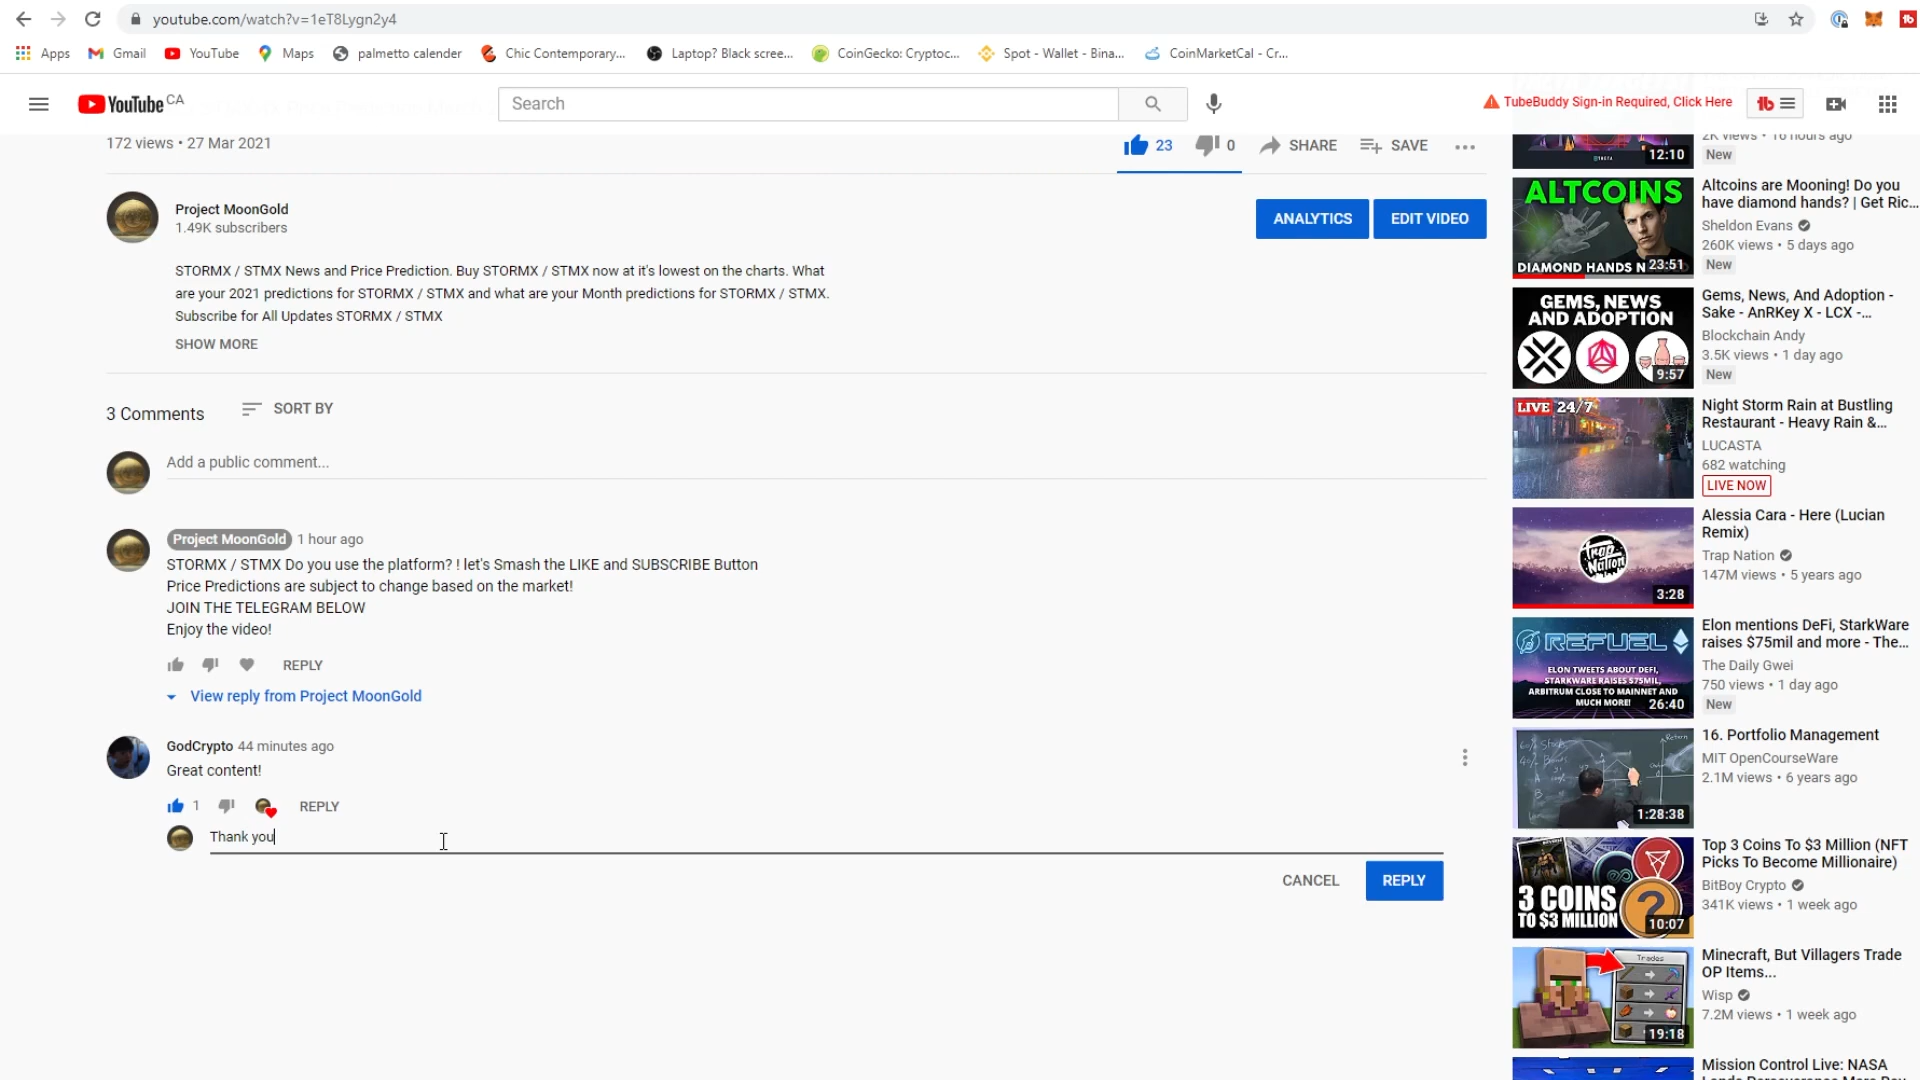 youtube.com/watch?v=1eT8Lygn2y4
Apps
Gmail
YouTube
Maps
palmetto calender
Chic Contemporary...
Laptop? Black scree...
CoinGecko: Cryptoc...
Spot - Wallet - Bina...
CoinMarketCal - Cr...
YouTube CA
Search
TubeBuddy Sign-in Required, Click Here
172 views • 27 Mar 2021
23
0
SHARE
SAVE
Project MoonGold
1.49K subscribers
ANALYTICS
EDIT VIDEO
STORMX / STMX News and Price Prediction. Buy STORMX / STMX now at it's lowest on the charts. What
are your 2021 predictions for STORMX / STMX and what are your Month predictions for STORMX / STMX.
Subscribe for All Updates STORMX / STMX
SHOW MORE
3 Comments
SORT BY
Add a public comment...
Project MoonGold 1 hour ago
STORMX / STMX Do you use the platform? ! let's Smash the LIKE and SUBSCRIBE Button
Price Predictions are subject to change based on the market!
JOIN THE TELEGRAM BELOW
Enjoy the video!
REPLY
View reply from Project MoonGold
GodCrypto 44 minutes ago
Great content!
1
REPLY
Thank you
CANCEL
REPLY
12:10
2K views • 16 hours ago
New
ALTCOINS
DIAMOND HANDS N
23:51
Altcoins are Mooning! Do you
have diamond hands? | Get Ric...
Sheldon Evans
260K views • 5 days ago
New
GEMS, NEWS
AND ADOPTION
9:57
Gems, News, And Adoption -
Sake - AnRKey X - LCX -...
Blockchain Andy
3.5K views • 1 day ago
New
LIVE 24/7
Night Storm Rain at Bustling
Restaurant - Heavy Rain &...
LUCASTA
682 watching
LIVE NOW
Trap
Nation
3:28
Alessia Cara - Here (Lucian
Remix)
Trap Nation
147M views • 5 years ago
REFUEL
ELON TWEETS ABOUT DEFI,
STARKWARE RAISES $75MIL,
ARBITRUM CLOSE TO MAINNET AND
MUCH MORE!
26:40
Elon mentions DeFi, StarkWare
raises $75mil and more - The...
The Daily Gwei
750 views • 1 day ago
New
1:28:38
16. Portfolio Management
MIT OpenCourseWare
2.1M views • 6 years ago
3 COINS
TO $3 MILLION
?
10:07
Top 3 Coins To $3 Million (NFT
Picks To Become Millionaire)
BitBoy Crypto
341K views • 1 week ago
Trades
19:18
Minecraft, But Villagers Trade
OP Items...
Wisp
7.2M views • 1 week ago
Mission Control Live: NASA